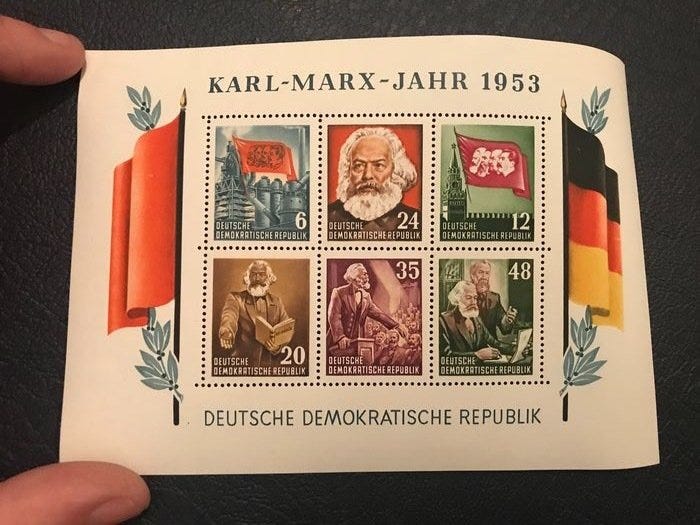 KARL-MARX-JAHR 1953
6
DEUTSCHE
DEMOKRATISCHE REPUBLIK
24
DEUTSCHE
DEMOKRATISCHE REPUBLIK
12
DEUTSCHE
DEMOKRATISCHE REPUBLIK
20
DEUTSCHE
DEMOKRATISCHE REPUBLIK
35
DEUTSCHE
DEMOKRATISCHE REPUBLIK
48
DEUTSCHE
DEMOKRATISCHE REPUBLIK
DEUTSCHE DEMOKRATISCHE REPUBLIK